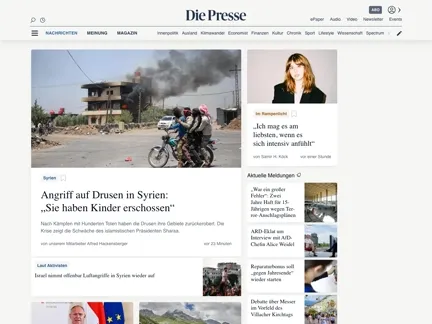 Die Presse
ABO
ePaper Audio Video Newsletter Events
NACHRICHTEN MEINUNG MAGAZIN
Innenpolitik Ausland Klimawandel Economist Finanzen Kultur Chronik Sport Lifestyle Wissenschaft Spectrum
Syrien
Angriff auf Drusen in Syrien:
„Sie haben Kinder erschossen“
Nach Kämpfen mit Hunderten Toten haben die Drusen ihre Gebiete zurückerobert. Die
Krise zeigt die Schwäche des islamistischen Präsidenten Sharaa.
von unserem Mitarbeiter Alfred Hackensberger
vor 23 Minuten
Laut Aktivisten
Israel nimmt offenbar Luftangriffe in Syrien wieder auf
Im Rampenlicht
„Ich mag es am
liebsten, wenn es
sich intensiv anfühlt“
von
vor einer Stunde
Aktuelle Meldungen
„War ein großer
Fehler“: Zwei
Jahre Haft für 15-
Jährigen wegen Ter-
ror-Anschlagsplänen
ARD-Eklat um
Interview mit AfD-
Chefin Alice Weidel
Reparaturbonus soll
„gegen Jahresende“
wieder starten
Debatte über Messer
im Vorfeld des
Villacher Kirchtags